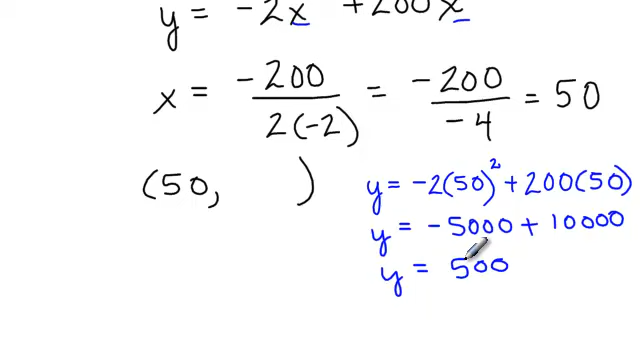 y = -2x + 200x
x = -200 / 2(-2) = -200 / -4 = 50
(50, )
y = -2(50)² + 200(50)
y = -5000 + 10000
y = 500